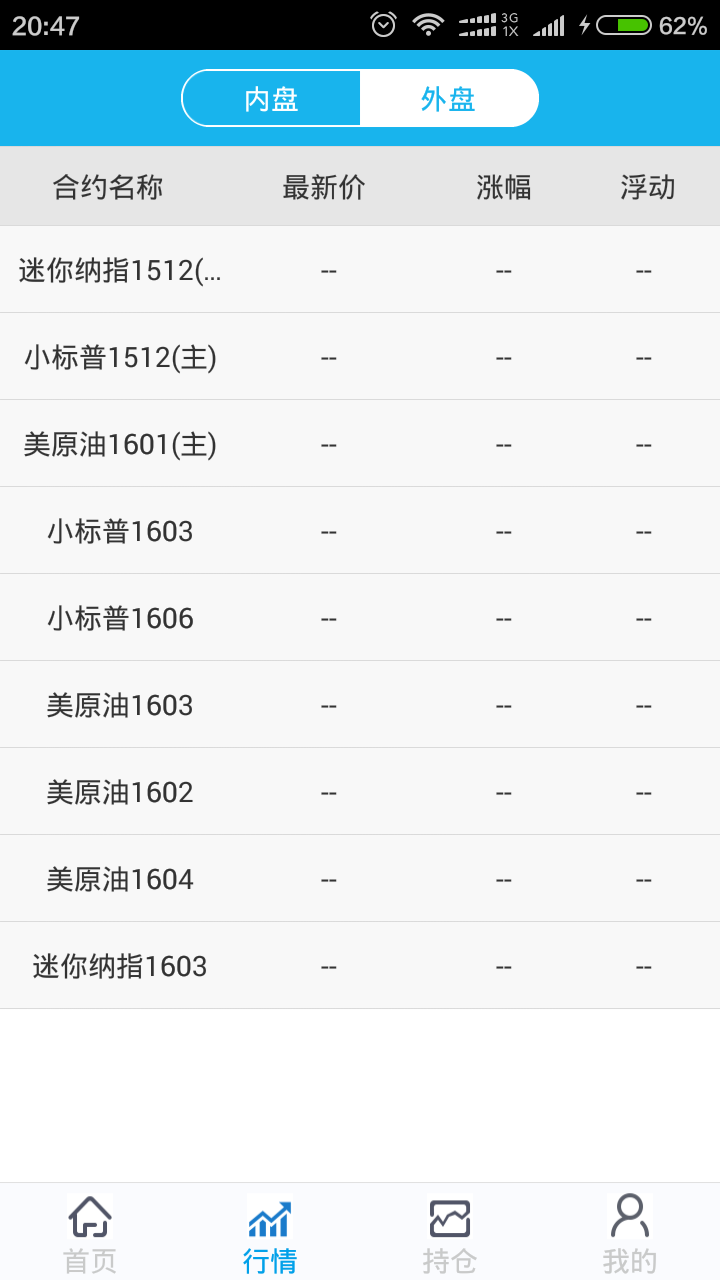 20:47 3G 1X 62%
内盘 外盘
合约名称 最新价 涨幅 浮动
迷你纳指1512(... -- -- --
小标普1512(主) -- -- --
美原油1601(主) -- -- --
小标普1603 -- -- --
小标普1606 -- -- --
美原油1603 -- -- --
美原油1602 -- -- --
美原油1604 -- -- --
迷你纳指1603 -- -- --
首页 行情 持仓 我的